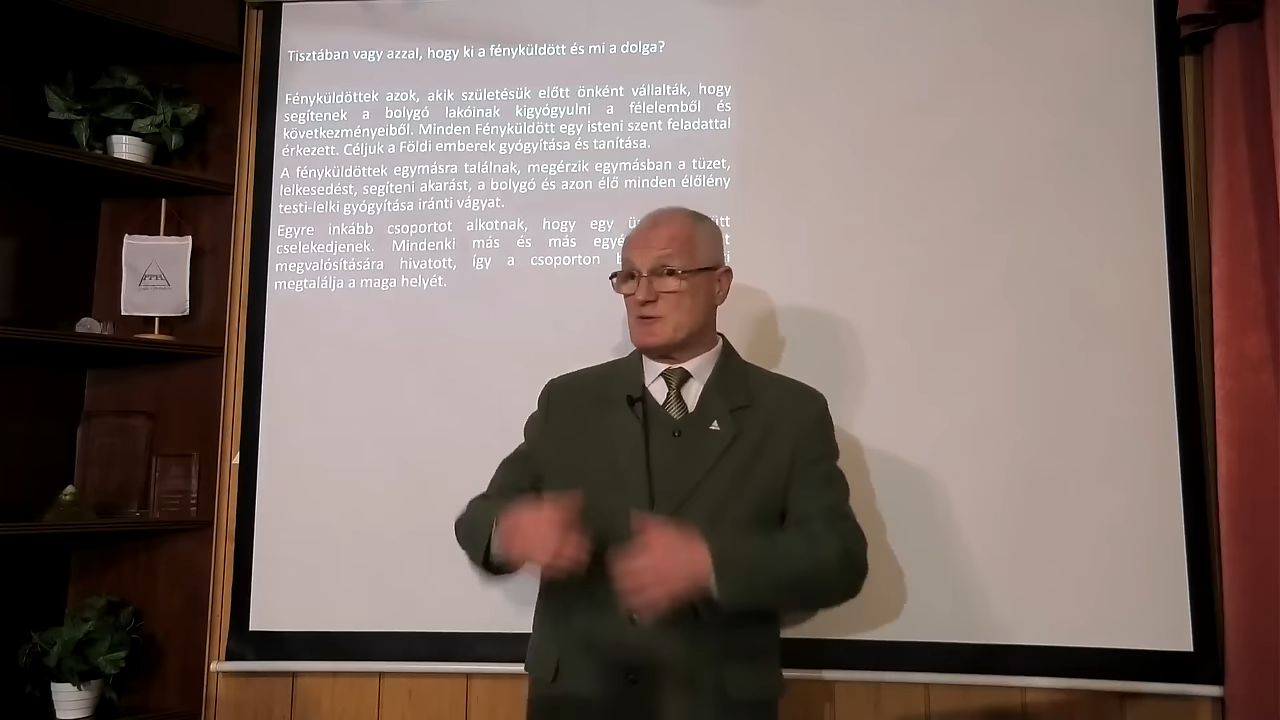 Tisztában vagy azzal, hogy ki a fényküldött és mi a dolga?
Fényküldöttek azok, akik születésük előtt önként vállalták, hogy
segítenek a bolygó lakóinak kigyógyulni a félelemből és
következményeiből. Minden Fényküldött egy isteni szent feladattal
érkezett. Céljuk a Földi emberek gyógyítása és tanítása.
A fényküldöttek egymásra találnak, megérzik egymásban a tüzet,
lelkesedést, segíteni akarást, a bolygó és azon élő minden élőlény
testi-lelki gyógyítása iránti vágyat.
Egyre inkább csoportot alkotnak, hogy egy
cselekedjenek. Mindenki más és más
megvalósítására hivatott, így a csoporton
megtalálja a maga helyét.